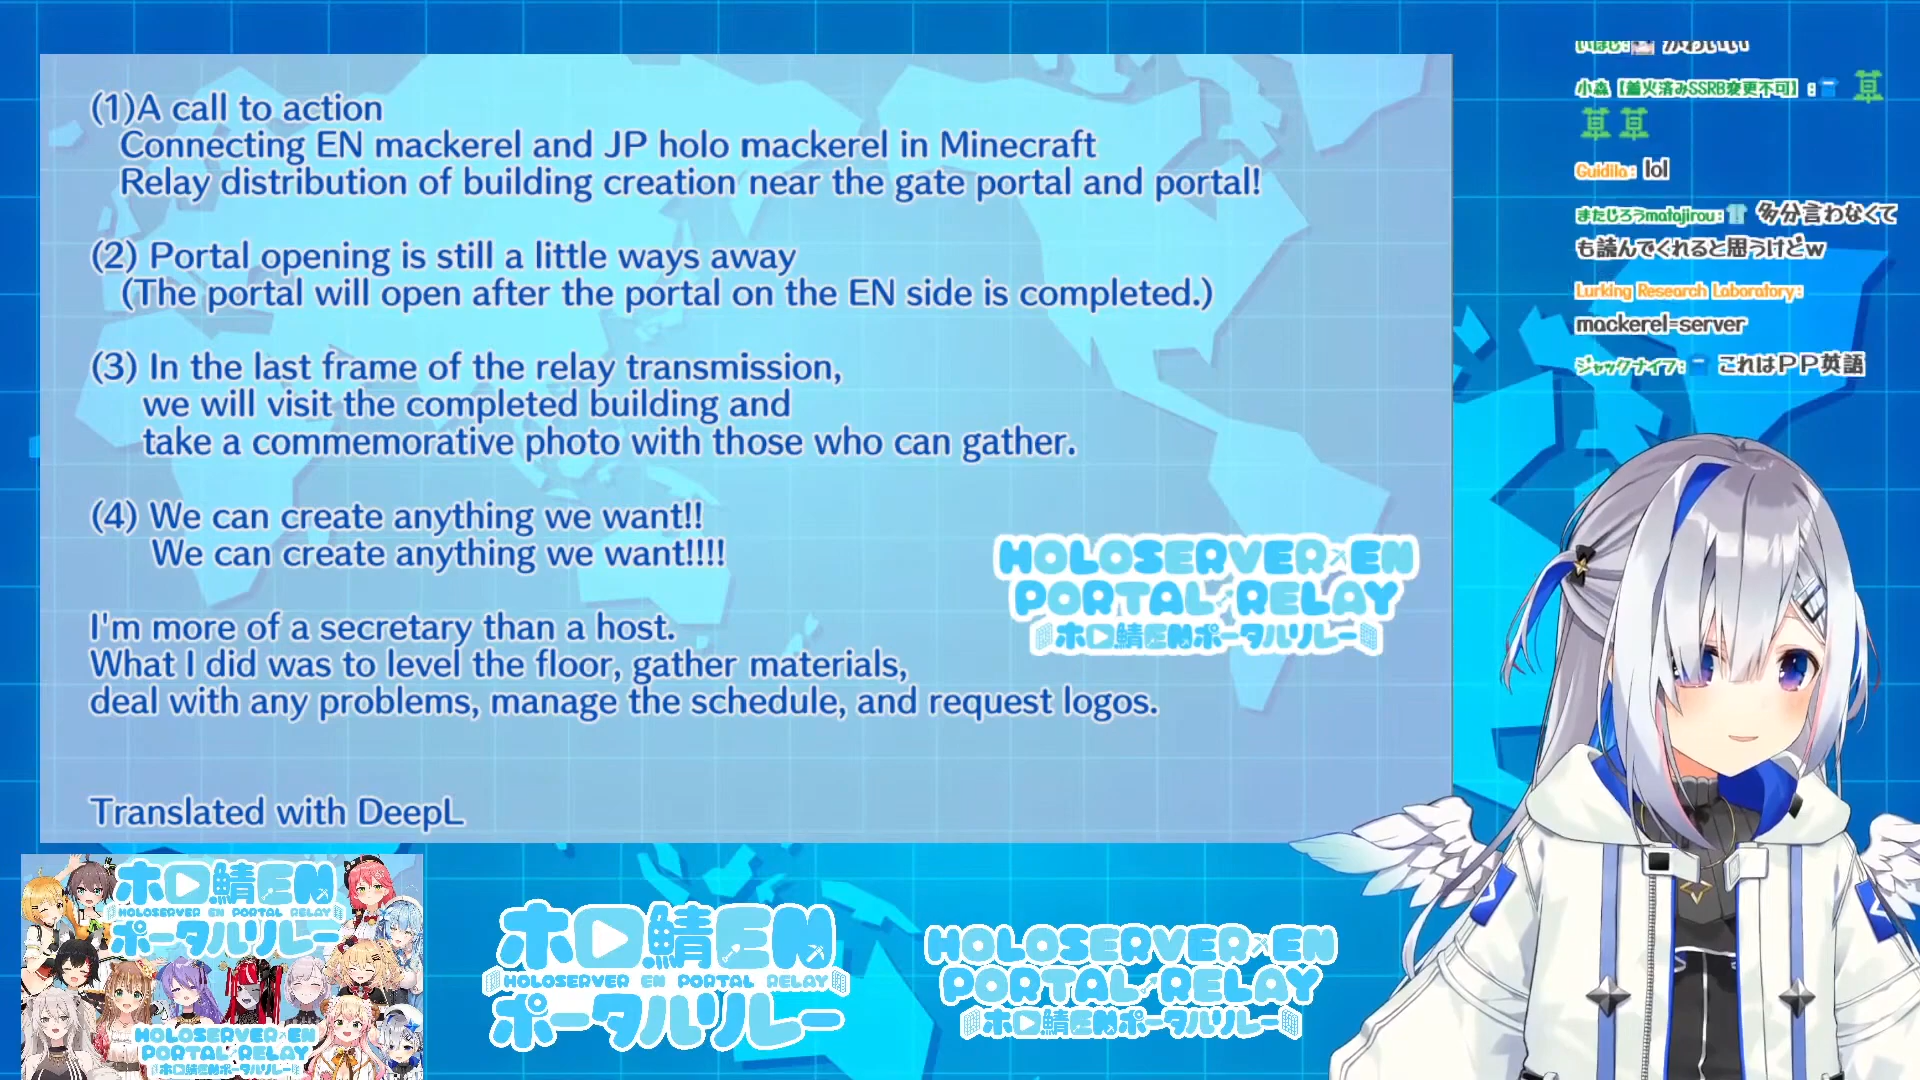 (1)A call to action
Connecting EN mackerel and JP holo mackerel in Minecraft
Relay distribution of building creation near the gate portal and portal!
(2) Portal opening is still a little ways away
(The portal will open after the portal on the EN side is completed.)
(3) In the last frame of the relay transmission,
we will visit the completed building and
take a commemorative photo with those who can gather.
(4) We can create anything we want!!
We can create anything we want!!!!
I'm more of a secretary than a host.
What I did was to level the floor, gather materials,
deal with any problems, manage the schedule, and request logos.
Translated with DeepL
HOLOSERVER EN
PORTAL RELAY
ホロ鯖ENポータルリレー
かわいい
小森【着火済みSSRB変更不可】: 草
草草
Guidlla: lol
またじろうmatajirou: 多分言わなくて
も読んでくれると思うけどw
Lurking Research Laboratory:
mackerel=server
ジャックナイフ: これはPP英語
ホロ鯖EN
HOLOSERVER EN PORTAL RELAY
ポータルリレー
HOLOSERVER EN
PORTAL RELAY
ホロ鯖ENポータルリレー
ホロ鯖EN
HOLOSERVER EN PORTAL RELAY
ポータルリレー
HOLOSERVER EN
PORTAL RELAY
ホロ鯖ENポータルリレー